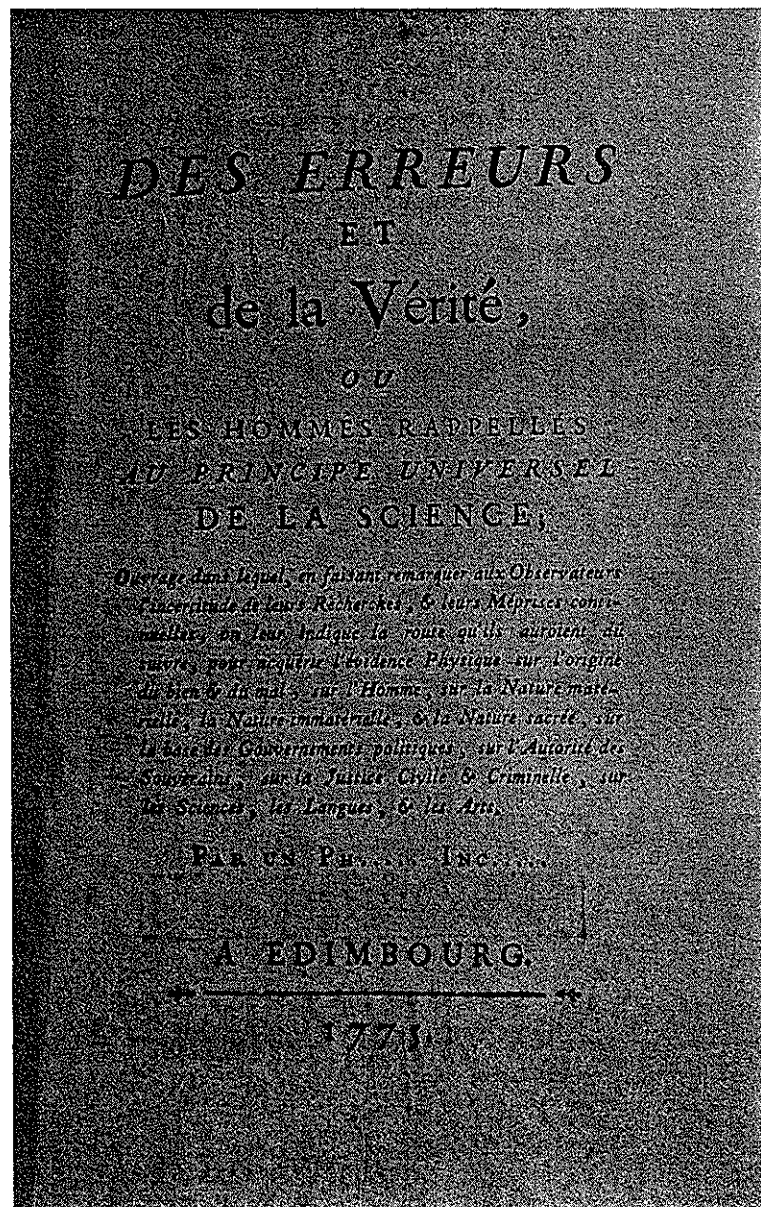 DES ERREURS
ET
de la Vérité,
OU
LES HOMMES RAPPELLÉS
AU PRINCIPE UNIVERSEL
DE LA SCIENCE;
Ouvrage dans lequel, en faisant remarquer aux Observateurs
l'incertitude de leurs Recherches, & leurs Méprises conti-
nuelles, on leur indique la route qu'ils auroient dû
suivre, pour acquérir l'évidence Physique sur l'origine
du bien & du mal, sur l'Homme, sur la Nature maté-
rielle, la Nature immatérielle, & la Nature sacrée, sur
la base des Gouvernements politiques, sur l'Autorité des
Souverains, sur la Justice Civile & Criminelle, sur
les Sciences, les Langues, & les Arts.
PAR UN PH...... INC......
A EDIMBOURG.
1775.